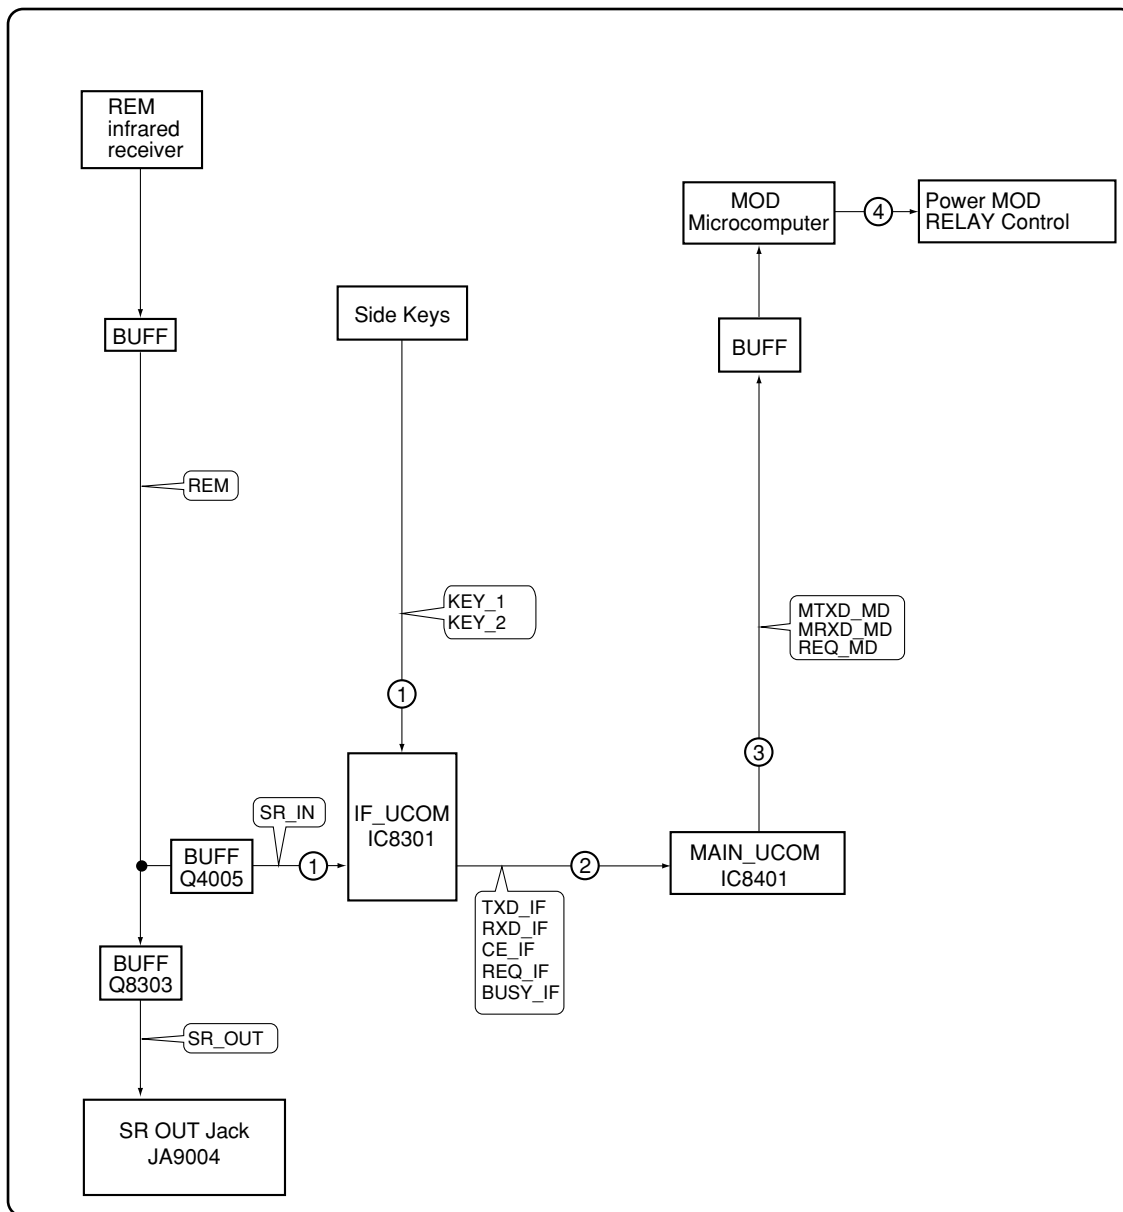 REM
infrared
receiver
MOD
Microcomputer
4
Power MOD
RELAY Control
Side Keys
BUFF
BUFF
REM
KEY_1
KEY_2
MTXD_MD
MRXD_MD
REQ_MD
1
3
SR_IN
IF_UCOM
IC8301
BUFF
Q4005
1
2
MAIN_UCOM
IC8401
TXD_IF
RXD_IF
CE_IF
REQ_IF
BUSY_IF
BUFF
Q8303
SR_OUT
SR OUT Jack
JA9004